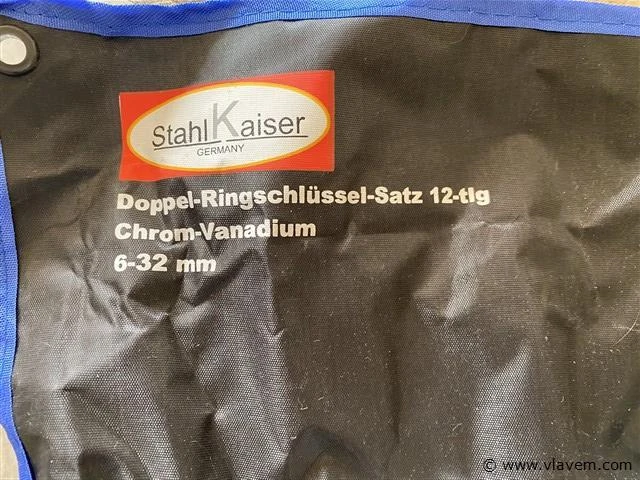 StahlKaiser
GERMANY
Doppel-Ringschlüssel-Satz 12-tlg
Chrom-Vanadium
6-32 mm
© www.vlavem.com